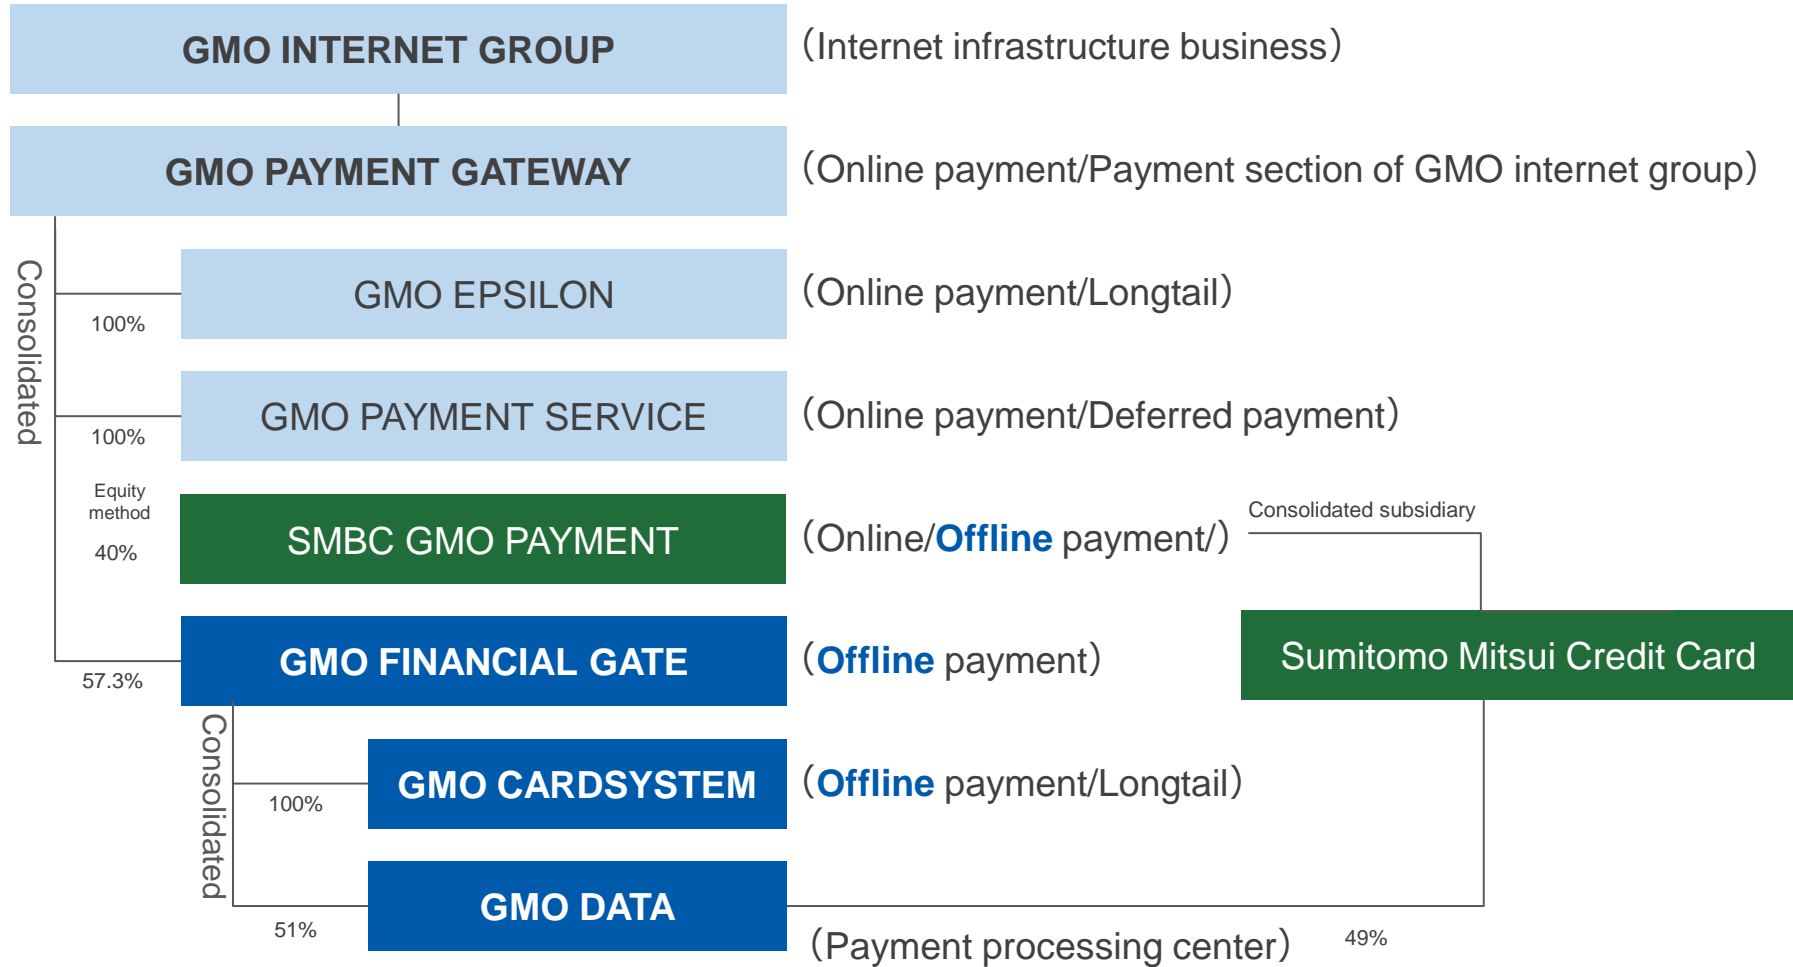 GMO INTERNET GROUP
（Internet infrastructure business）
GMO PAYMENT GATEWAY
（Online payment/Payment section of GMO internet group）
Consolidated
GMO EPSILON
（Online payment/Longtail）
100%
GMO PAYMENT SERVICE
（Online payment/Deferred payment）
100%
Equity
method
40%
SMBC GMO PAYMENT
（Online/Offline payment/）
Consolidated subsidiary
GMO FINANCIAL GATE
（Offline payment）
57.3%
Sumitomo Mitsui Credit Card
Consolidated
GMO CARDSYSTEM
（Offline payment/Longtail）
100%
GMO DATA
51%
（Payment processing center）
49%